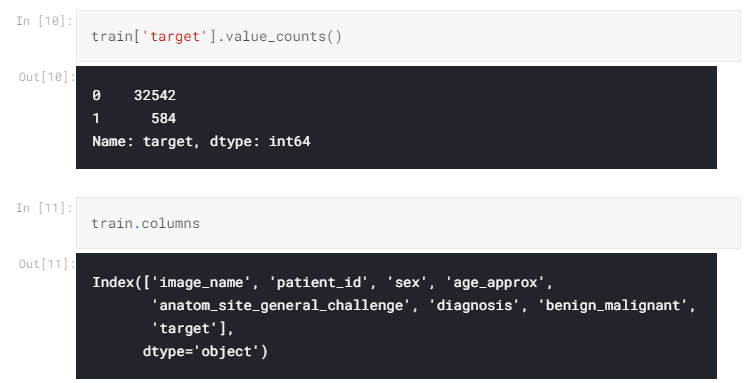 In [10]:
train['target'].value_counts()
Out[10]:
0    32542
1      584
Name: target, dtype: int64
In [11]:
train.columns
Out[11]:
Index(['image_name', 'patient_id', 'sex', 'age_approx',
       'anatom_site_general_challenge', 'diagnosis', 'benign_malignant',
       'target'],
      dtype='object')